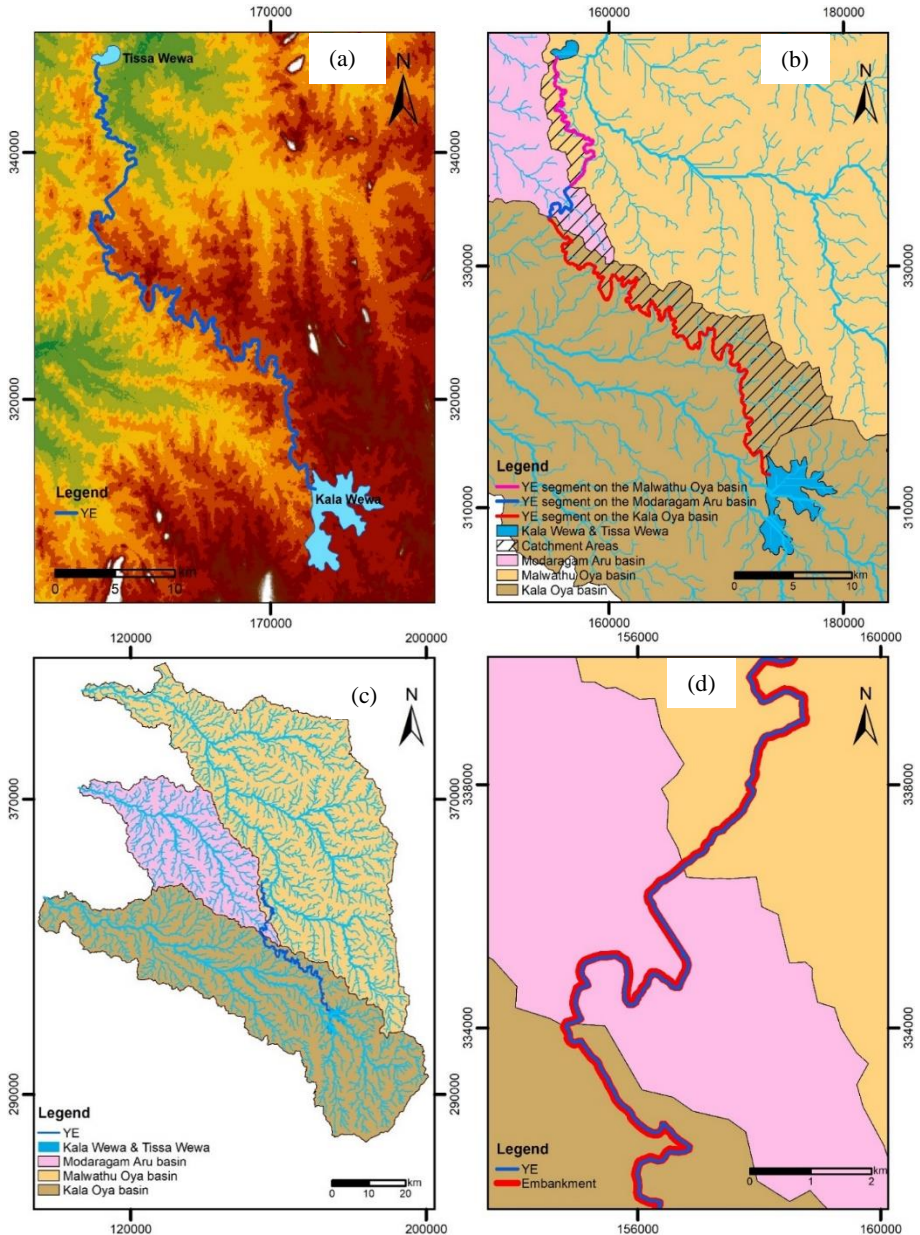 170000
(a)
Tissa Wewa
N
340000
320000
Kala Wewa
Legend
YE
km
0 5 10
170000
160000 180000
(b)
N
330000
310000
Legend
YE segment on the Malwathu Oya basin
YE segment on the Modaragam Aru basin
YE segment on the Kala Oya basin
Kala Wewa & Tissa Wewa
Catchment Areas
Modaragam Aru basin
Malwathu Oya basin
Kala Oya basin
km
0 5 10
160000 180000
120000 200000
(c)
N
370000
370000
290000
290000
Legend
YE
Kala Wewa & Tissa Wewa
Modaragam Aru basin
Malwathu Oya basin
Kala Oya basin
km
0 10 20
120000 200000
156000 160000
(d)
N
338000
338000
334000
334000
Legend
YE
Embankment
km
0 1 2
156000 160000